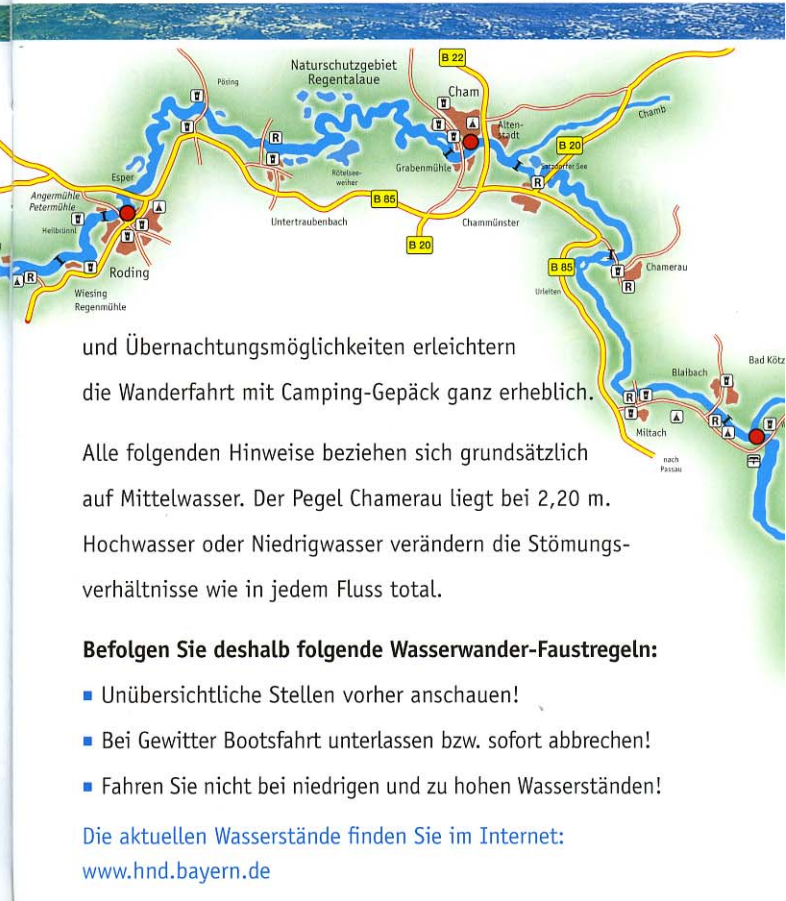 B 22
Naturschutzgebiet
Regentalaue
Pösing
Cham
Chamb
Alten-
stadt
B 20
Esper
Grabenmühle
Satzdorfer See
Rötelsee-
weiher
R
R
Angermühle
Petermühle
B 85
Heilbrünnl
Untertraubenbach
Chammünster
B 20
Roding
B 85
Chamerau
R
R
Urleiten
Wiesing
Regenmühle
und Übernachtungsmöglichkeiten erleichtern
Bad Kötz
Blaibach
die Wanderfahrt mit Camping-Gepäck ganz erheblich.
R
R
Miltach
nach
Passau
Alle folgenden Hinweise beziehen sich grundsätzlich
auf Mittelwasser. Der Pegel Chamerau liegt bei 2,20 m.
Hochwasser oder Niedrigwasser verändern die Stömungs-
verhältnisse wie in jedem Fluss total.
Befolgen Sie deshalb folgende Wasserwander-Faustregeln:
▪ Unübersichtliche Stellen vorher anschauen!
▪ Bei Gewitter Bootsfahrt unterlassen bzw. sofort abbrechen!
▪ Fahren Sie nicht bei niedrigen und zu hohen Wasserständen!
Die aktuellen Wasserstände finden Sie im Internet:
www.hnd.bayern.de